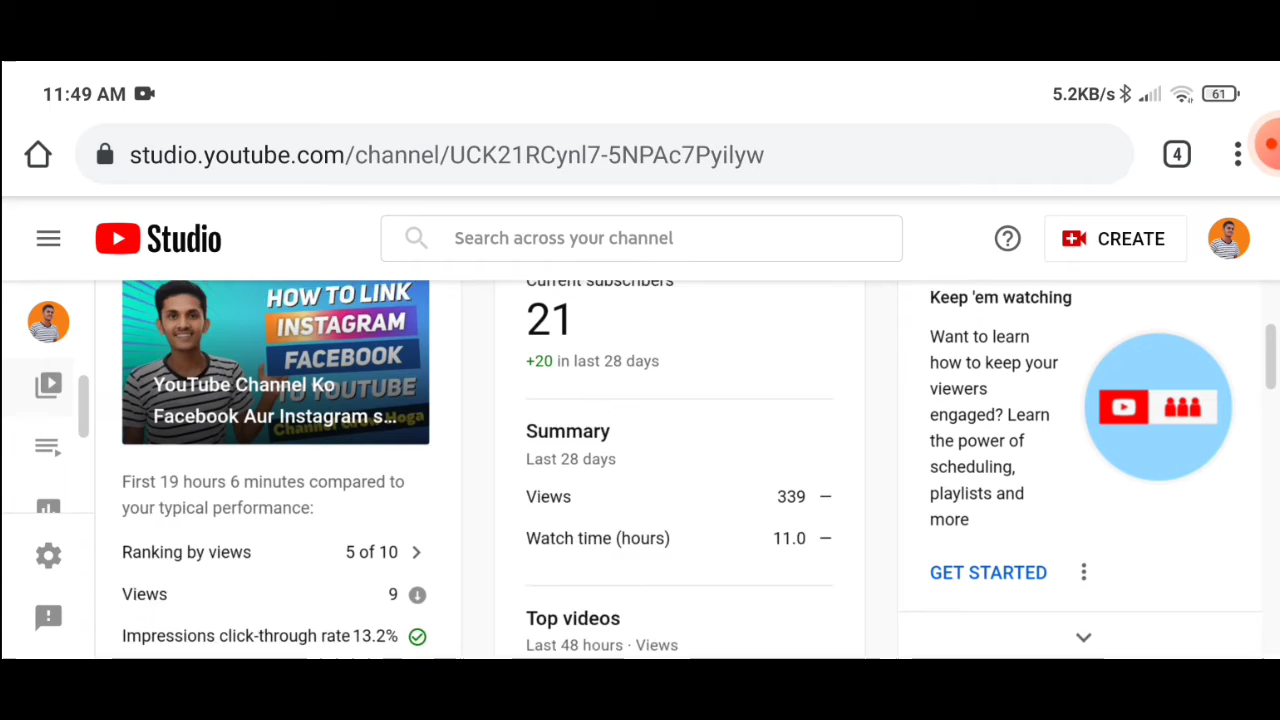 11:49 AM
5.2KB/s
61
studio.youtube.com/channel/UCK21RCynl7-5NPAc7Pyilyw
4
Studio
Search across your channel
CREATE
HOW TO LINK
INSTAGRAM
FACEBOOK
TO YOUTUBE
YouTube Channel Ko
Facebook Aur Instagram s...
First 19 hours 6 minutes compared to
your typical performance:
Ranking by views 5 of 10
Views 9
Impressions click-through rate 13.2%
Current subscribers
21
+20 in last 28 days
Summary
Last 28 days
Views 339 –
Watch time (hours) 11.0 –
Top videos
Last 48 hours · Views
Keep 'em watching
Want to learn
how to keep your
viewers
engaged? Learn
the power of
scheduling,
playlists and
more
GET STARTED